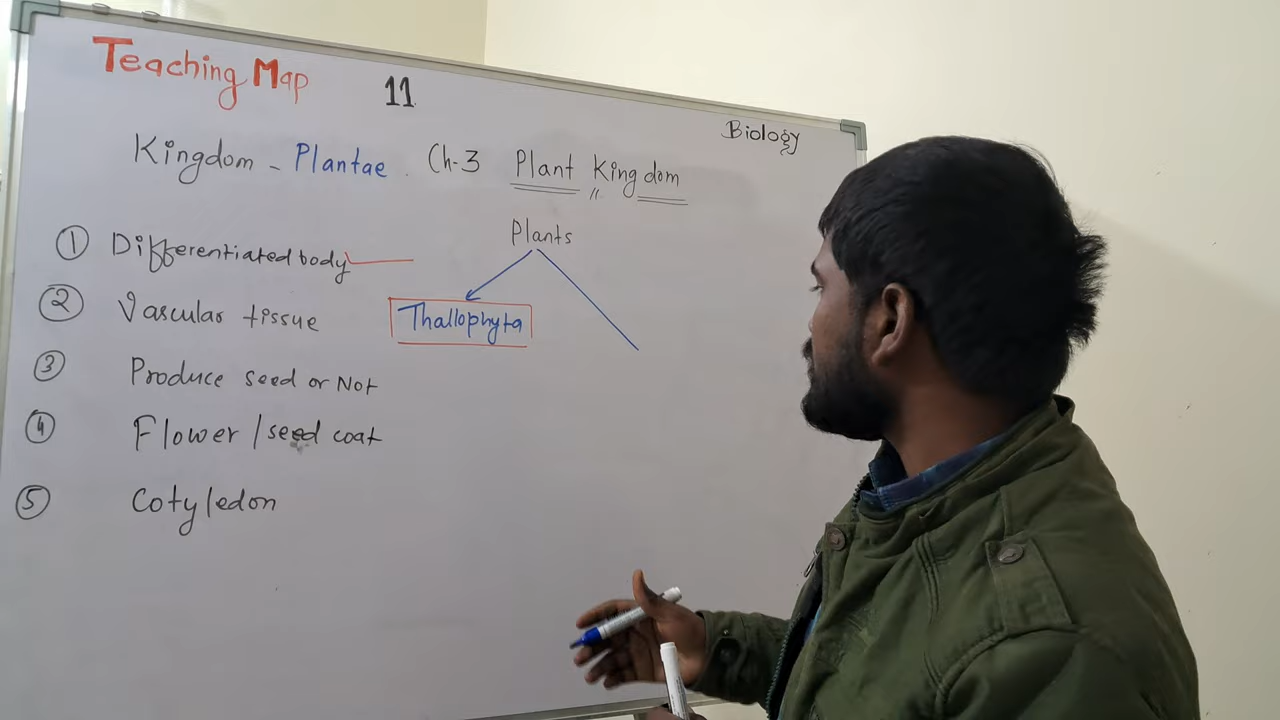 Teaching Map 11
Biology
Kingdom - Plantae. Ch-3 Plant Kingdom
Plants
① Differentiated body
② Vascular tissue
Thallophyta
③ Produce seed or Not
④ Flower / seed coat
⑤ Cotyledon